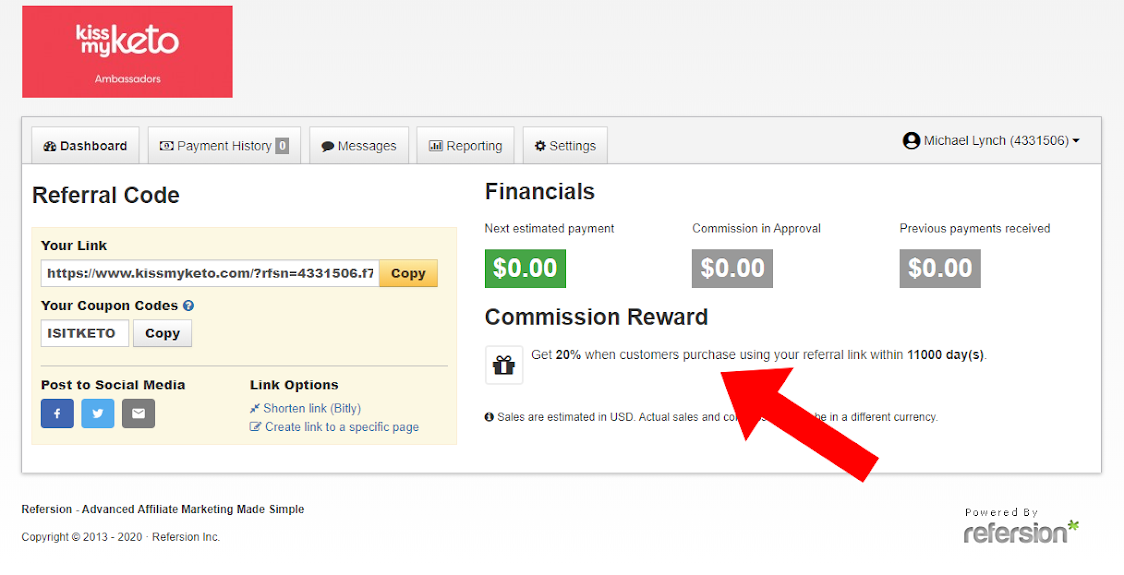 kiss
my keto
Ambassadors
Dashboard
Payment History 0
Messages
Reporting
Settings
Michael Lynch (4331506)
Referral Code
Your Link
https://www.kissmyketo.com/?rfsn=4331506.f7
Copy
Your Coupon Codes ?
ISITKETO
Copy
Post to Social Media
Link Options
Shorten link (Bitly)
Create link to a specific page
Financials
Next estimated payment
$0.00
Commission in Approval
$0.00
Previous payments received
$0.00
Commission Reward
Get 20% when customers purchase using your referral link within 11000 day(s).
Sales are estimated in USD. Actual sales and be in a different currency.
Refersion - Advanced Affiliate Marketing Made Simple
Copyright © 2013 - 2020 · Refersion Inc.
Powered By
refersion